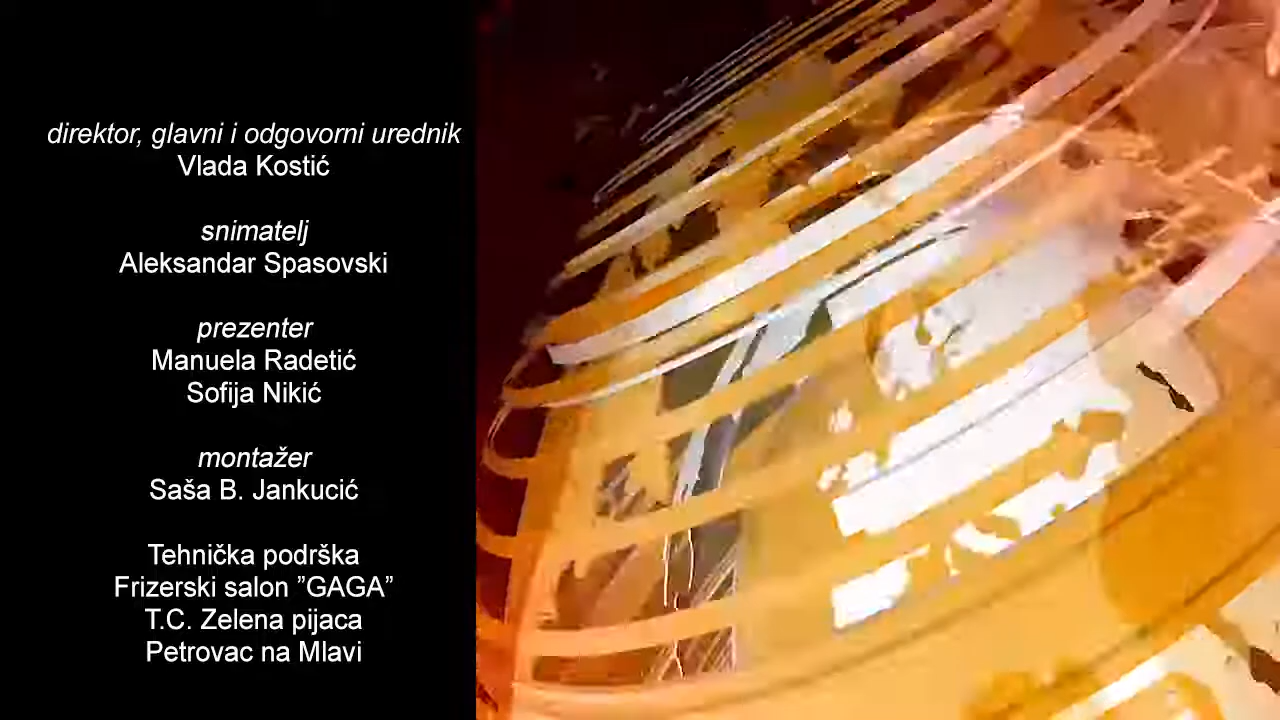 direktor, glavni i odgovorni urednik
Vlada Kostić
snimatelj
Aleksandar Spasovski
prezenter
Manuela Radetić
Sofija Nikić
montažer
Saša B. Jankucić
Tehnička podrška
Frizerski salon ”GAGA”
T.C. Zelena pijaca
Petrovac na Mlavi